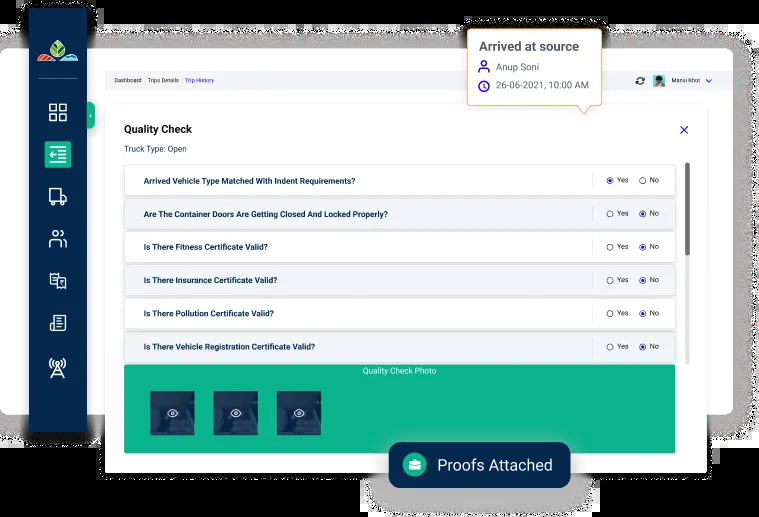 Arrived at source
Anup Soni
26-06-2021, 10:00 AM
Dashboard Trips Details Trip History
Mansi Khot
Quality Check
Truck Type: Open
Arrived Vehicle Type Matched With Indent Requirements? Yes No
Are The Container Doors Are Getting Closed And Locked Properly? Yes No
Is There Fitness Certificate Valid? Yes No
Is There Insurance Certificate Valid? Yes No
Is There Pollution Certificate Valid? Yes No
Is There Vehicle Registration Certificate Valid? Yes No
Quality Check Photo
Proofs Attached